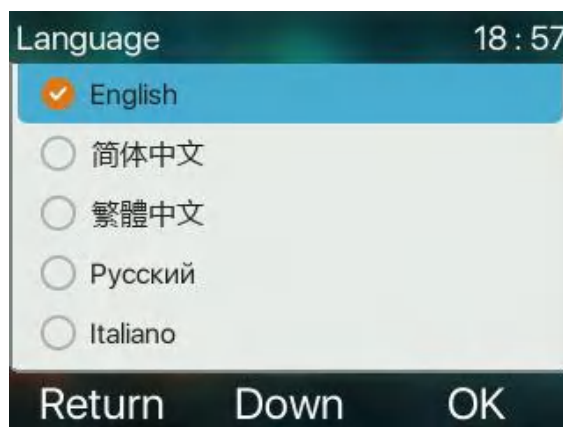 Language 18 : 57
English
简体中文
繁體中文
Русский
Italiano
Return Down OK